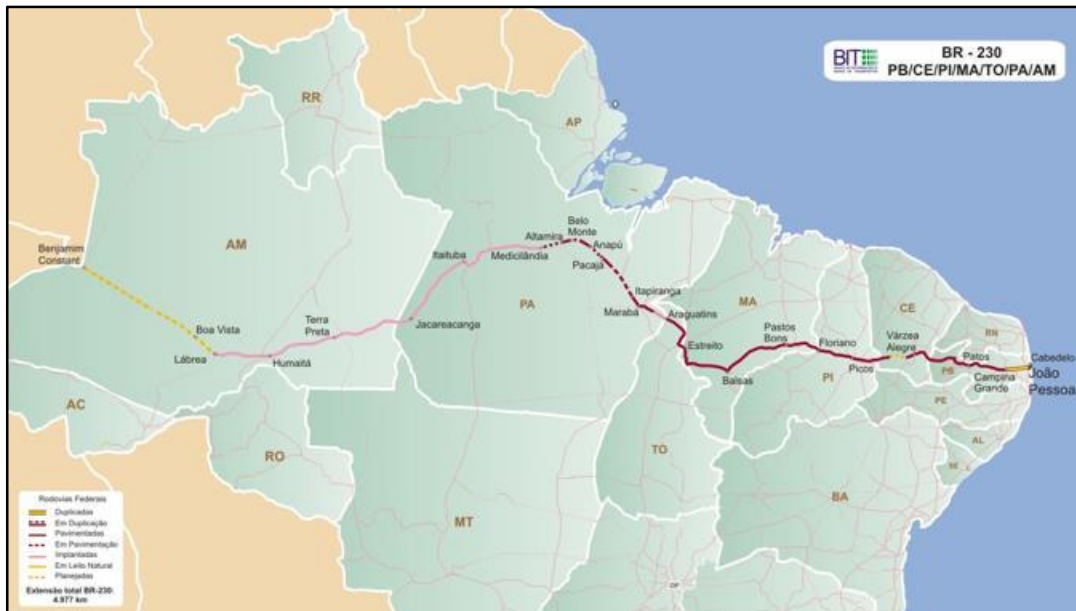 BIT
BR - 230
PB/CE/PI/MA/TO/PA/AM
RR
AP
Benjamim
Constant
AM
Belo
Monte
Altamira
Anapú
Itaituba
Medicilândia
Pacajá
PA
Itapiranga
Marabá
Araguatins
MA
CE
RN
Boa Vista
Terra
Preta
Jacareacanga
Estreito
Pastos
Bons
Floriano
Várzea
Alegre
Patos
Cabedelo
João
Pessoa
Lábrea
Humaitá
Balsas
PI
Picos
PB
Campina
Grande
PE
AC
RO
TO
AL
SE
BA
MT
DF
Rodovias Federais
Duplicadas
Em Duplicação
Pavimentadas
Em Pavimentação
Implantadas
Em Leito Natural
Planejadas
Extensão total BR-230:
4.977 km